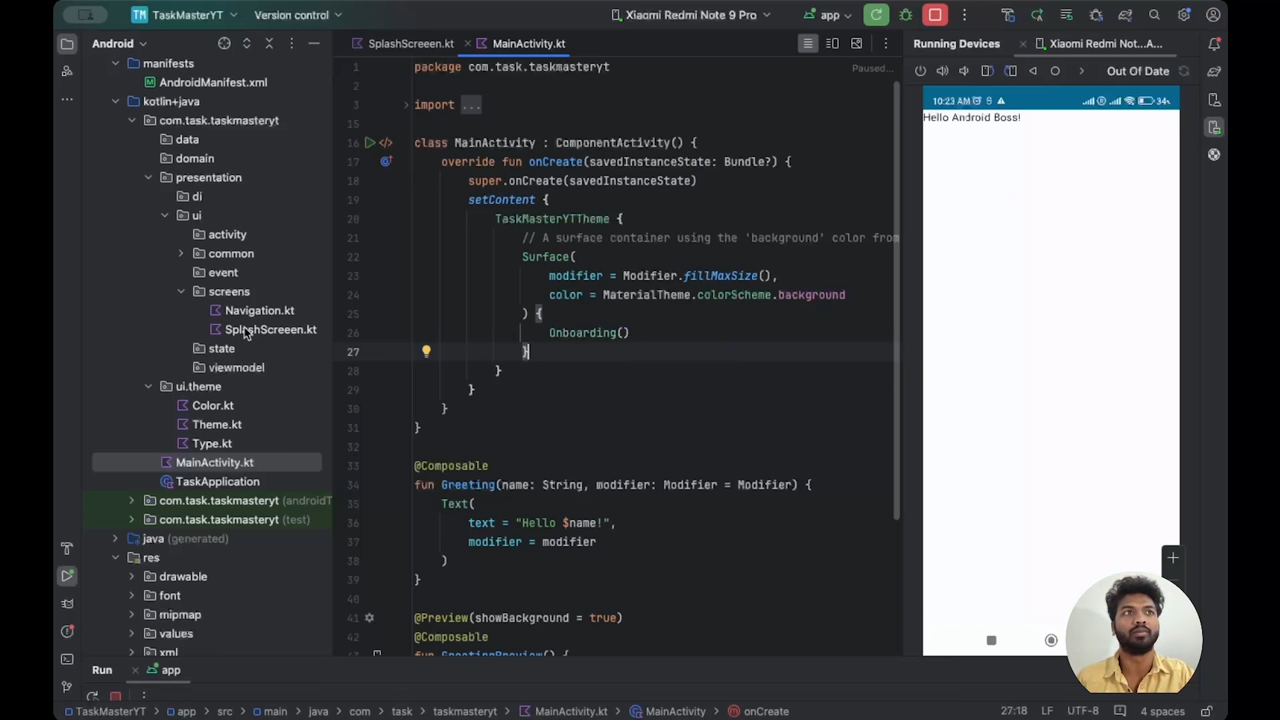 TM TaskMasterYT Version control Xiaomi Redmi Note 9 Pro app
Android
manifests
AndroidManifest.xml
kotlin+java
com.task.taskmasteryt
data
domain
presentation
di
ui
activity
common
event
screens
Navigation.kt
SplashScreeen.kt
state
viewmodel
ui.theme
Color.kt
Theme.kt
Type.kt
MainActivity.kt
TaskApplication
com.task.taskmasteryt (androidT
com.task.taskmasteryt (test)
java (generated)
res
drawable
font
mipmap
values
xml
SplashScreeen.kt MainActivity.kt
Paused...
1 package com.task.taskmasteryt
2
3 import ...
15
16 class MainActivity : ComponentActivity() {
17 override fun onCreate(savedInstanceState: Bundle?) {
18 super.onCreate(savedInstanceState)
19 setContent {
20 TaskMasterYTTheme {
21 // A surface container using the 'background' color from
22 Surface(
23 modifier = Modifier.fillMaxSize(),
24 color = MaterialTheme.colorScheme.background
25 ) {
26 Onboarding()
27 }
28 }
29 }
30 }
31 }
32
33 @Composable
34 fun Greeting(name: String, modifier: Modifier = Modifier) {
35 Text(
36 text = "Hello $name!",
37 modifier = modifier
38 )
39 }
40
41 @Preview(showBackground = true)
42 @Composable
fun GreetingPreview() {
Running Devices Xiaomi Redmi Not...A...
Out Of Date
10:23 AM 34%
Hello Android Boss!
Run app
TaskMasterYT app src main java com task taskmasteryt MainActivity.kt MainActivity onCreate 27:18 LF UTF-8 4 spaces